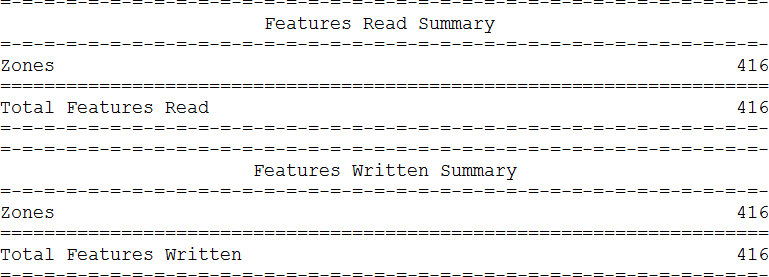 =-=-=-=-=-=-=-=-=-=-=-=-=-=-=-=-=-=-=-=-=-=-=-=-=-=-=-=-=-=-=-=-=-=-=-
Features Read Summary
=-=-=-=-=-=-=-=-=-=-=-=-=-=-=-=-=-=-=-=-=-=-=-=-=-=-=-=-=-=-=-=-=-=-=-
Zones 416
======================================================================
Total Features Read 416
=-=-=-=-=-=-=-=-=-=-=-=-=-=-=-=-=-=-=-=-=-=-=-=-=-=-=-=-=-=-=-=-=-=-=-
=-=-=-=-=-=-=-=-=-=-=-=-=-=-=-=-=-=-=-=-=-=-=-=-=-=-=-=-=-=-=-=-=-=-=-
Features Written Summary
=-=-=-=-=-=-=-=-=-=-=-=-=-=-=-=-=-=-=-=-=-=-=-=-=-=-=-=-=-=-=-=-=-=-=-
Zones 416
======================================================================
Total Features Written 416
=-=-=-=-=-=-=-=-=-=-=-=-=-=-=-=-=-=-=-=-=-=-=-=-=-=-=-=-=-=-=-=-=-=-=-